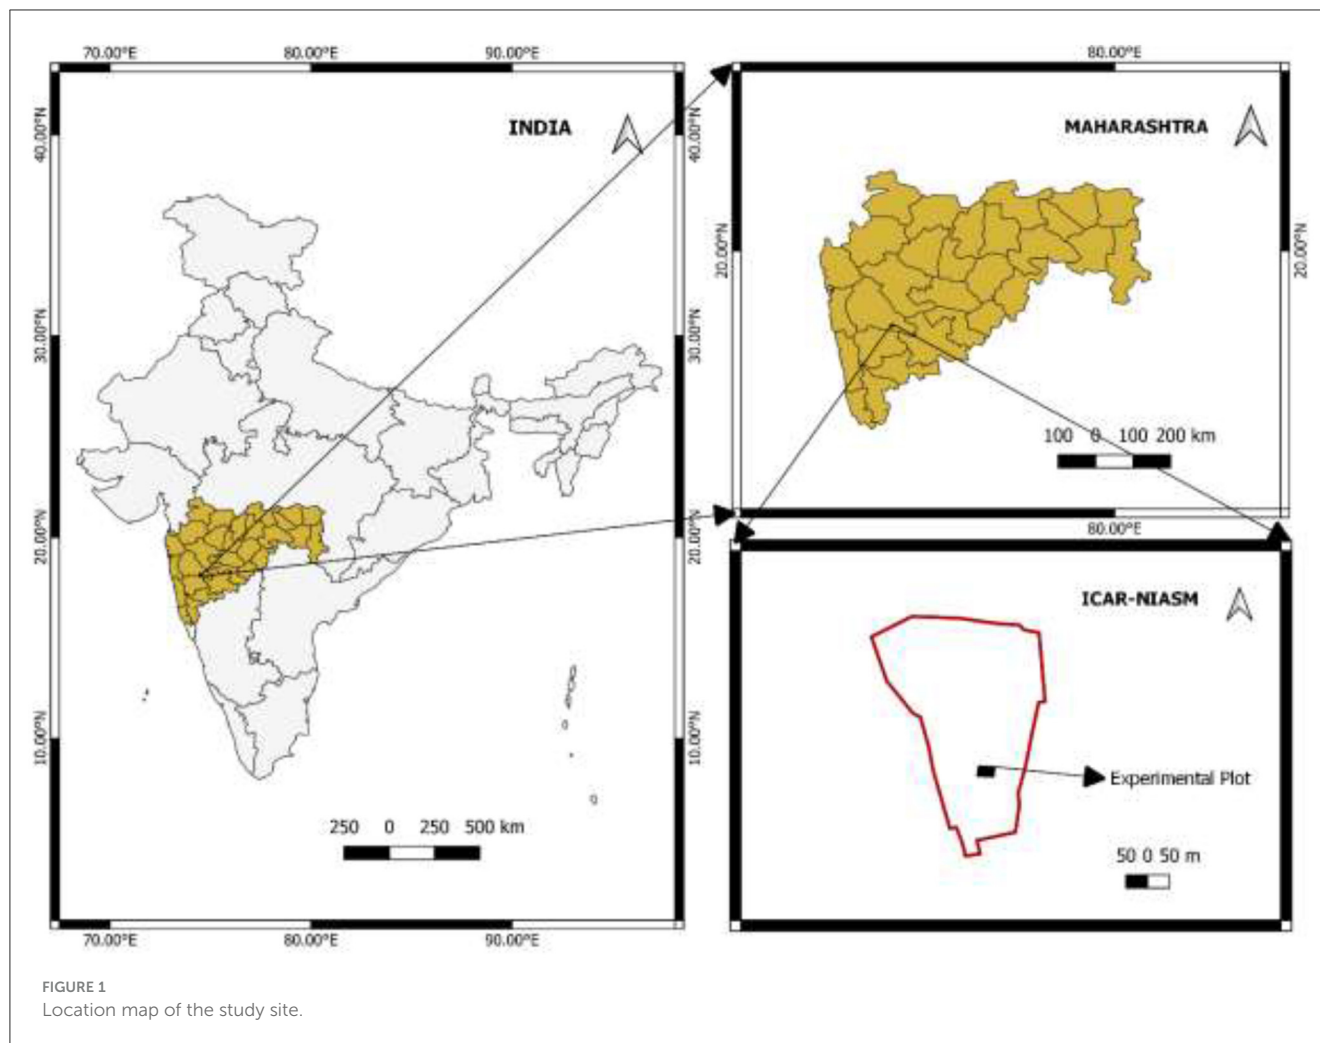 70.00°E 80.00°E 90.00°E
40.00°N
30.00°N
20.00°N
10.00°N
INDIA
40.00°N
30.00°N
20.00°N
10.00°N
250 0 250 500 km
70.00°E 80.00°E 90.00°E
80.00°E
MAHARASHTRA
20.00°N
20.00°N
100 0 100 200 km
80.00°E
ICAR-NIASM
Experimental Plot
50 0 50 m
FIGURE 1
Location map of the study site.